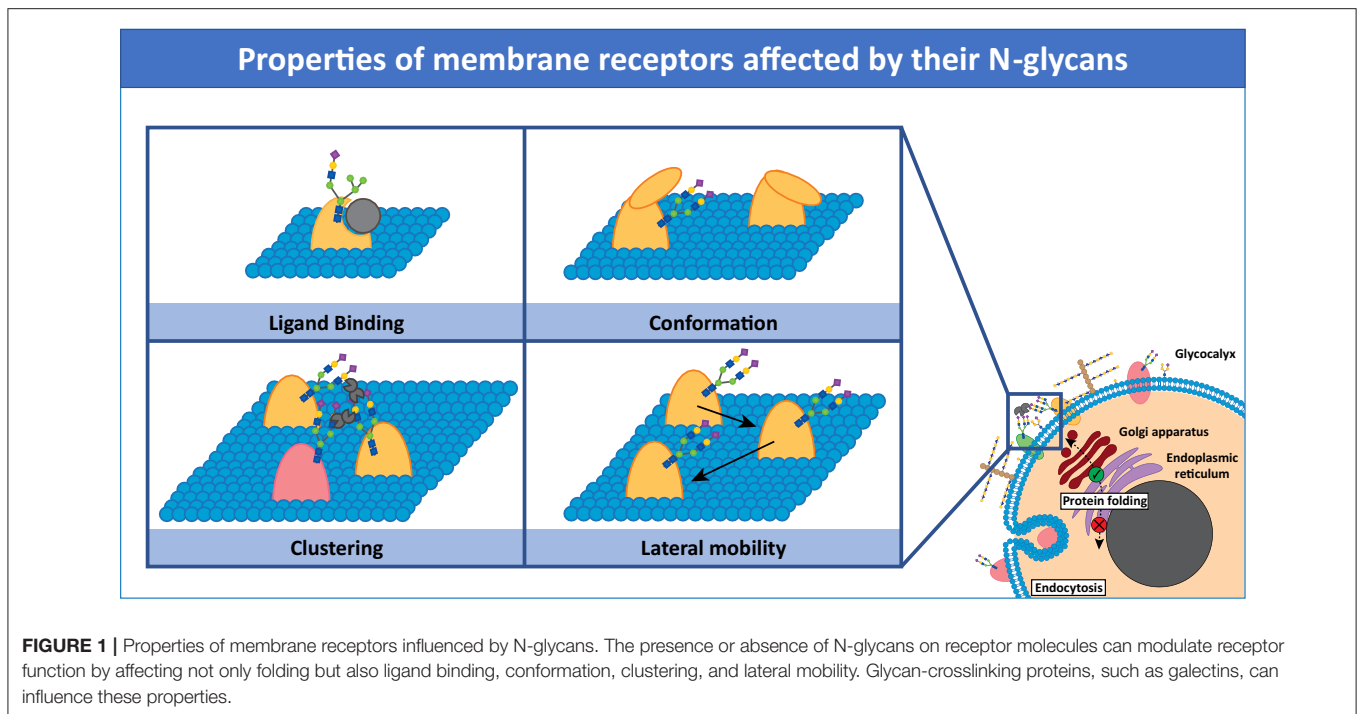 Properties of membrane receptors affected by their N-glycans
Ligand Binding
Conformation
Clustering
Lateral mobility
Glycocalyx
Golgi apparatus
Endoplasmic
reticulum
Protein folding
Endocytosis
FIGURE 1 | Properties of membrane receptors influenced by N-glycans. The presence or absence of N-glycans on receptor molecules can modulate receptor
function by affecting not only folding but also ligand binding, conformation, clustering, and lateral mobility. Glycan-crosslinking proteins, such as galectins, can
influence these properties.